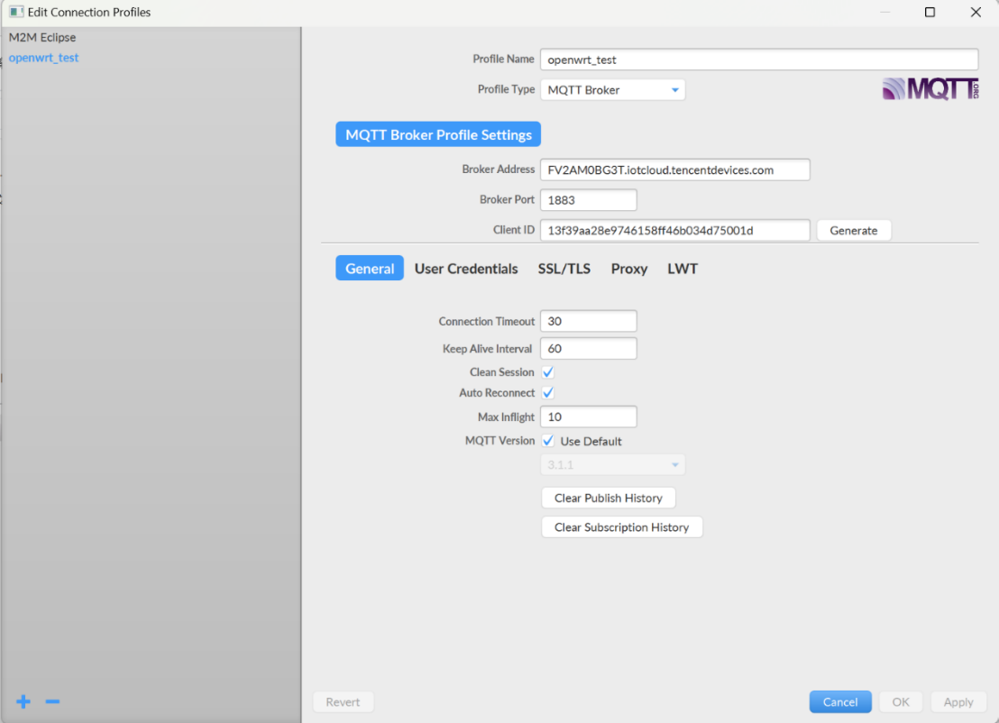 Edit Connection Profiles
M2M Eclipse
openwrt_test
Profile Name openwrt_test
Profile Type MQTT Broker
MQTT.ORG
MQTT Broker Profile Settings
Broker Address FV2AM0BG3T.iotcloud.tencentdevices.com
Broker Port 1883
Client ID 13f39aa28e9746158ff46b034d75001d Generate
General User Credentials SSL/TLS Proxy LWT
Connection Timeout 30
Keep Alive Interval 60
Clean Session
Auto Reconnect
Max Inflight 10
MQTT Version Use Default
3.1.1
Clear Publish History
Clear Subscription History
Revert Cancel OK Apply